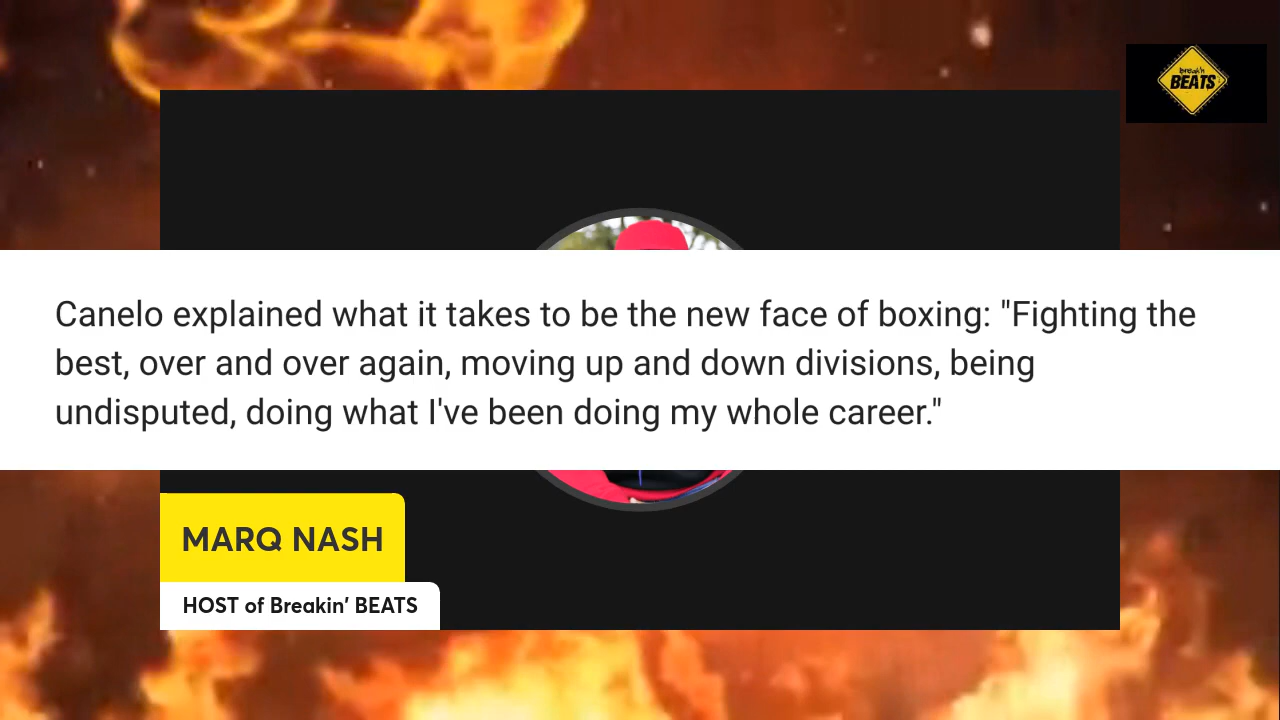 break'n
BEATS
Canelo explained what it takes to be the new face of boxing: "Fighting the
best, over and over again, moving up and down divisions, being
undisputed, doing what I've been doing my whole career."
MARQ NASH
HOST of Breakin' BEATS